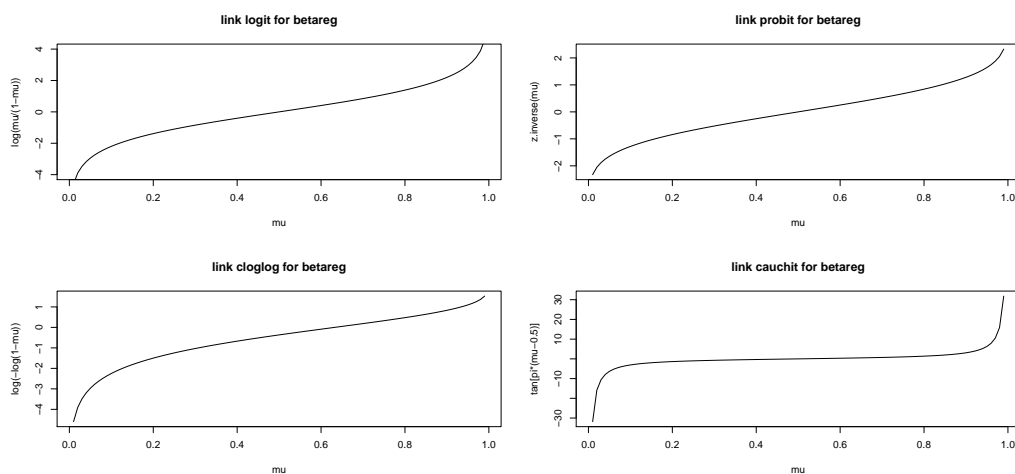 link logit for betareg
log(mu/(1−mu))
4
2
0
−2
−4
0.0 0.2 0.4 0.6 0.8 1.0
mu
link probit for betareg
z.inverse(mu)
2
1
0
−1
−2
0.0 0.2 0.4 0.6 0.8 1.0
mu
link cloglog for betareg
log(−log(1−mu))
1
0
−1
−2
−3
−4
0.0 0.2 0.4 0.6 0.8 1.0
mu
link cauchit for betareg
tan[pi*(mu−0.5)]
30
10
−10
−30
0.0 0.2 0.4 0.6 0.8 1.0
mu